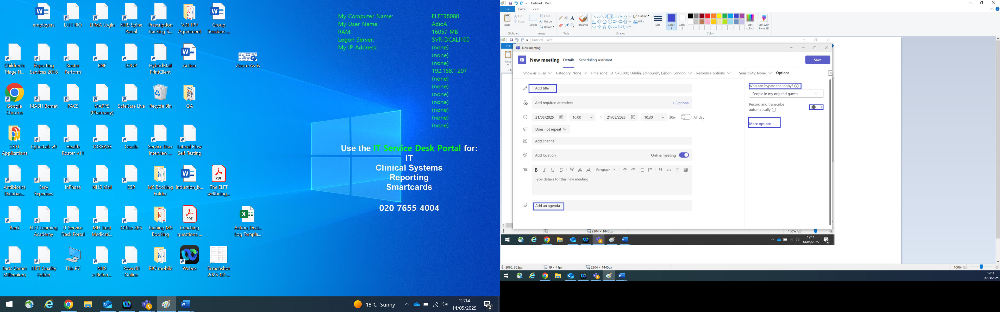 employers
ELFT RiO
EPMA Login
NHS Spine
Portal
Prescription
Tracking S...
VDI TPP
Agreement
Group
Sessions ...
Children's
Triage N...
Reporting
Services 2016
Roster
Perform
BNF
LOOP
HybridMail
PrintClient
Action
Zoom As-is
Google
Chrome
MASH Barnet
PACS
MAPPS
(Pharmacy)
SafeCare Live
Recycle Bin
QA
SEPT
Applications
CyberLab v9
Health
Roster-v11
TOXBASE
Oracle
Service User
Interview ...
Lateral Flow
Self-Testing
Antibiotics
Databas...
Easy
Expenses
InPhase
NHS Mail
ESR
MS Booking
Folder
induction_b...
PDF
The ELFT
wellbeing...
Bank
ELFT Learning
Academy
IT Service
Desk Portal
MH Trust
Medicati...
Office 365
Training MS
Booking
PDF
Coaching
questions ...
Action_Deci...
Log Templa...
Barts Cerner
Millennium
ELFT Quality
Folder
This PC
NHS
e-Referr...
PowerBi
Online
RIO mobile
Webex
Screenshot
2025-02-...
My Computer Name: ELFT38080
My User Name: AdioA
RAM: 16057 MB
Logon Server: SVR-DCALI100
My IP Address: (none)
(none)
(none)
192.168.1.207
(none)
(none)
(none)
(none)
(none)
(none)
(none)
Use the IT Service Desk Portal for:
IT
Clinical Systems
Reporting
Smartcards
020 7655 4004
18°C Sunny
12:14
14/05/2025
2
Untitled - Paint
File Home View
Paste
Cut
Copy
Clipboard
Select
Crop
Resize
Rotate
Image
Tools
Brushes
Shapes
Outline
Fill
Size
Color
1
Color
2
Edit
colors
Colors
Edit with
Paint 3D
Untitled - Paint
File
Paste
Clip
New meeting
New meeting Details Scheduling Assistant
Save
Show as: Busy Category: None Time zone: (UTC+00:00) Dublin, Edinburgh, Lisbon, London Response options Sensitivity: None Options
Add title
Add required attendees + Optional
21/05/2025 10:00 → 21/05/2025 10:30 30m All day
Does not repeat
Add channel
Add location Online meeting
B I U S Paragraph
Type details for this new meeting
Add an agenda
Who can bypass the lobby?
People in my org and guests
Record and transcribe
automatically
More options
2304 × 1440px
100%
12:11
14/05/2025
2
2065, 352px 19 × 41px 2304 × 1440px
100%
12:14
14/05/2025